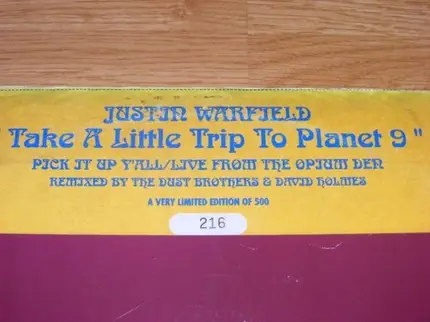 JUSTIN WARFIELD
" Take A Little Trip To Planet 9 "
PICK IT UP Y'ALL/LIVE FROM THE OPIUM DEN
REMIXED BY THE DUST BROTHERS & DAVID HOLMES
A VERY LIMITED EDITION OF 500
216